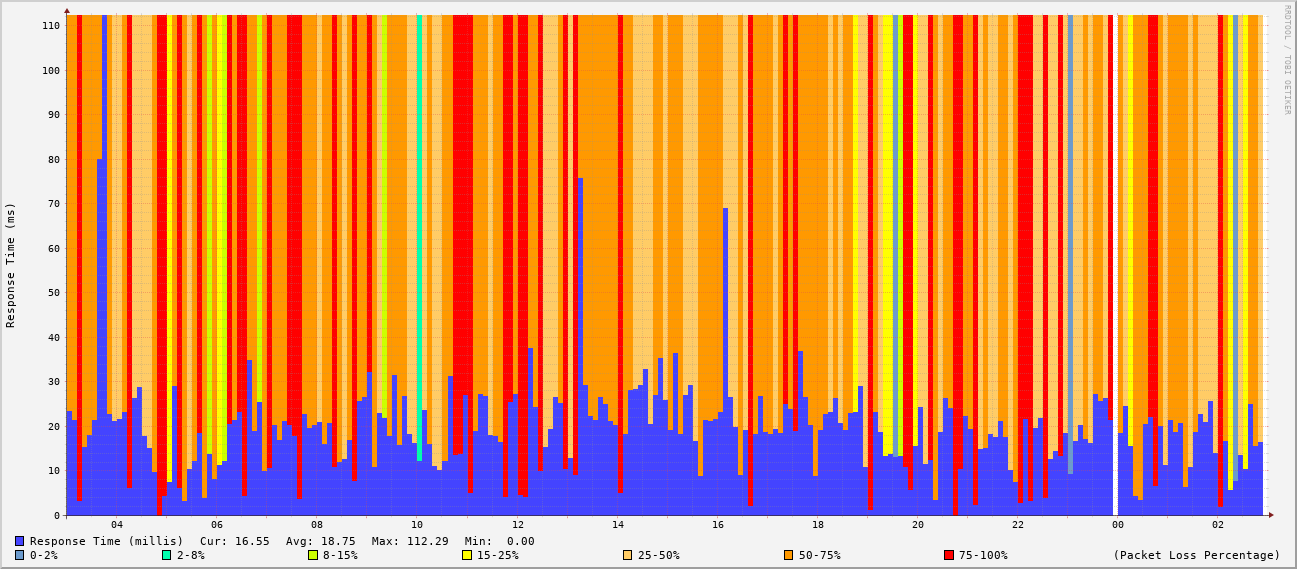 RRDTOOL / TOBI OETIKER
Response Time (ms)
110
100
90
80
70
60
50
40
30
20
10
0
04 06 08 10 12 14 16 18 20 22 00 02
Response Time (millis) Cur: 16.55 Avg: 18.75 Max: 112.29 Min: 0.00
0-2% 2-8% 8-15% 15-25% 25-50% 50-75% 75-100% (Packet Loss Percentage)